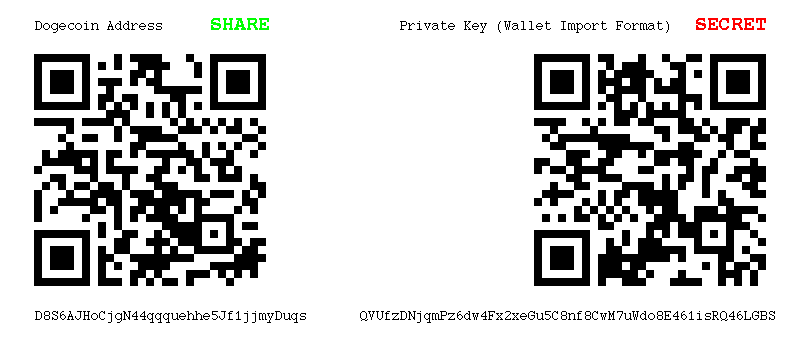 Dogecoin Address SHARE
Private Key (Wallet Import Format) SECRET
D8S6AJHoCjgN44qqquehhe5Jf1jjmyDuqs
QVUfzDNjqmPz6dw4Fx2xeGu5C8nf8CwM7uWdo8E461isRQ46LGBS